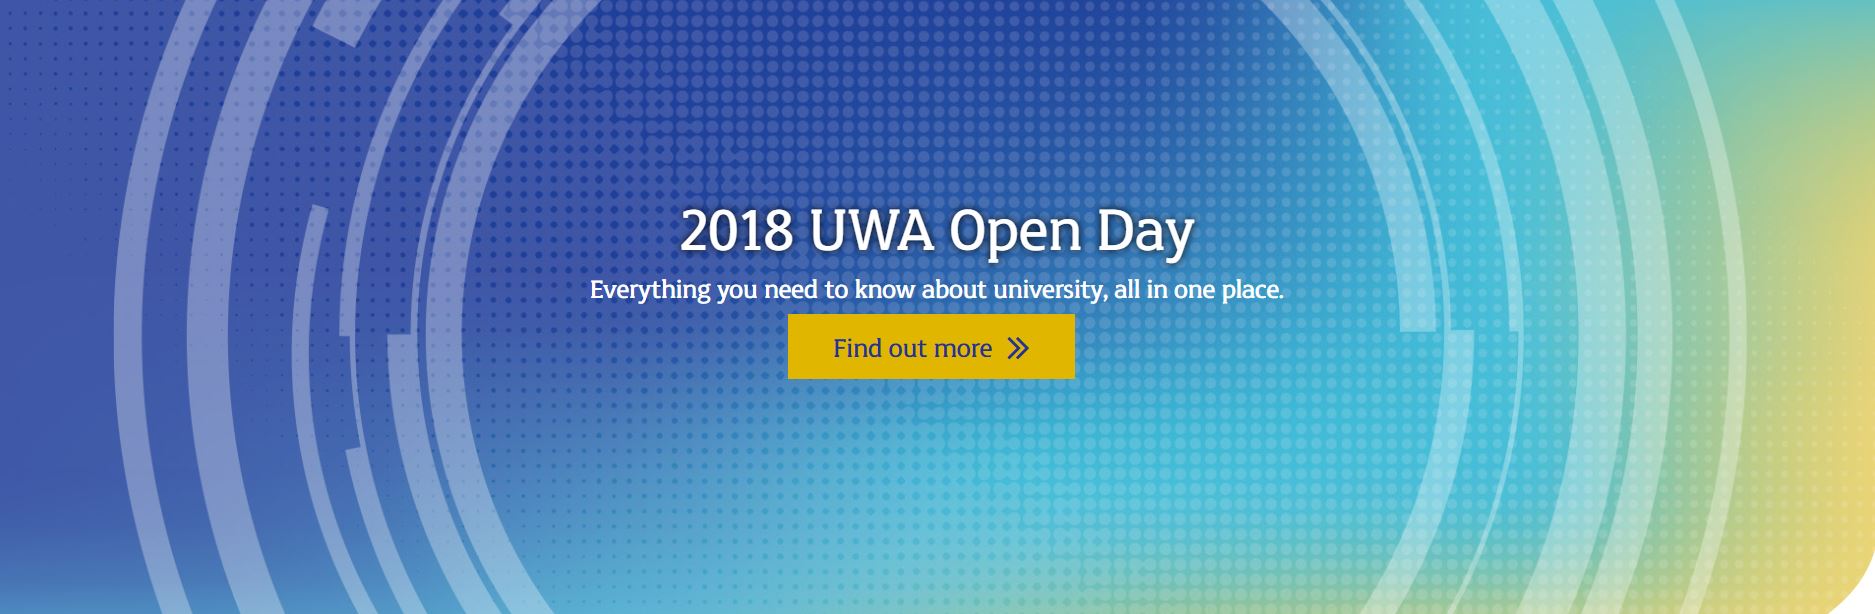 2018 UWA Open Day
Everything you need to know about university, all in one place.
Find out more